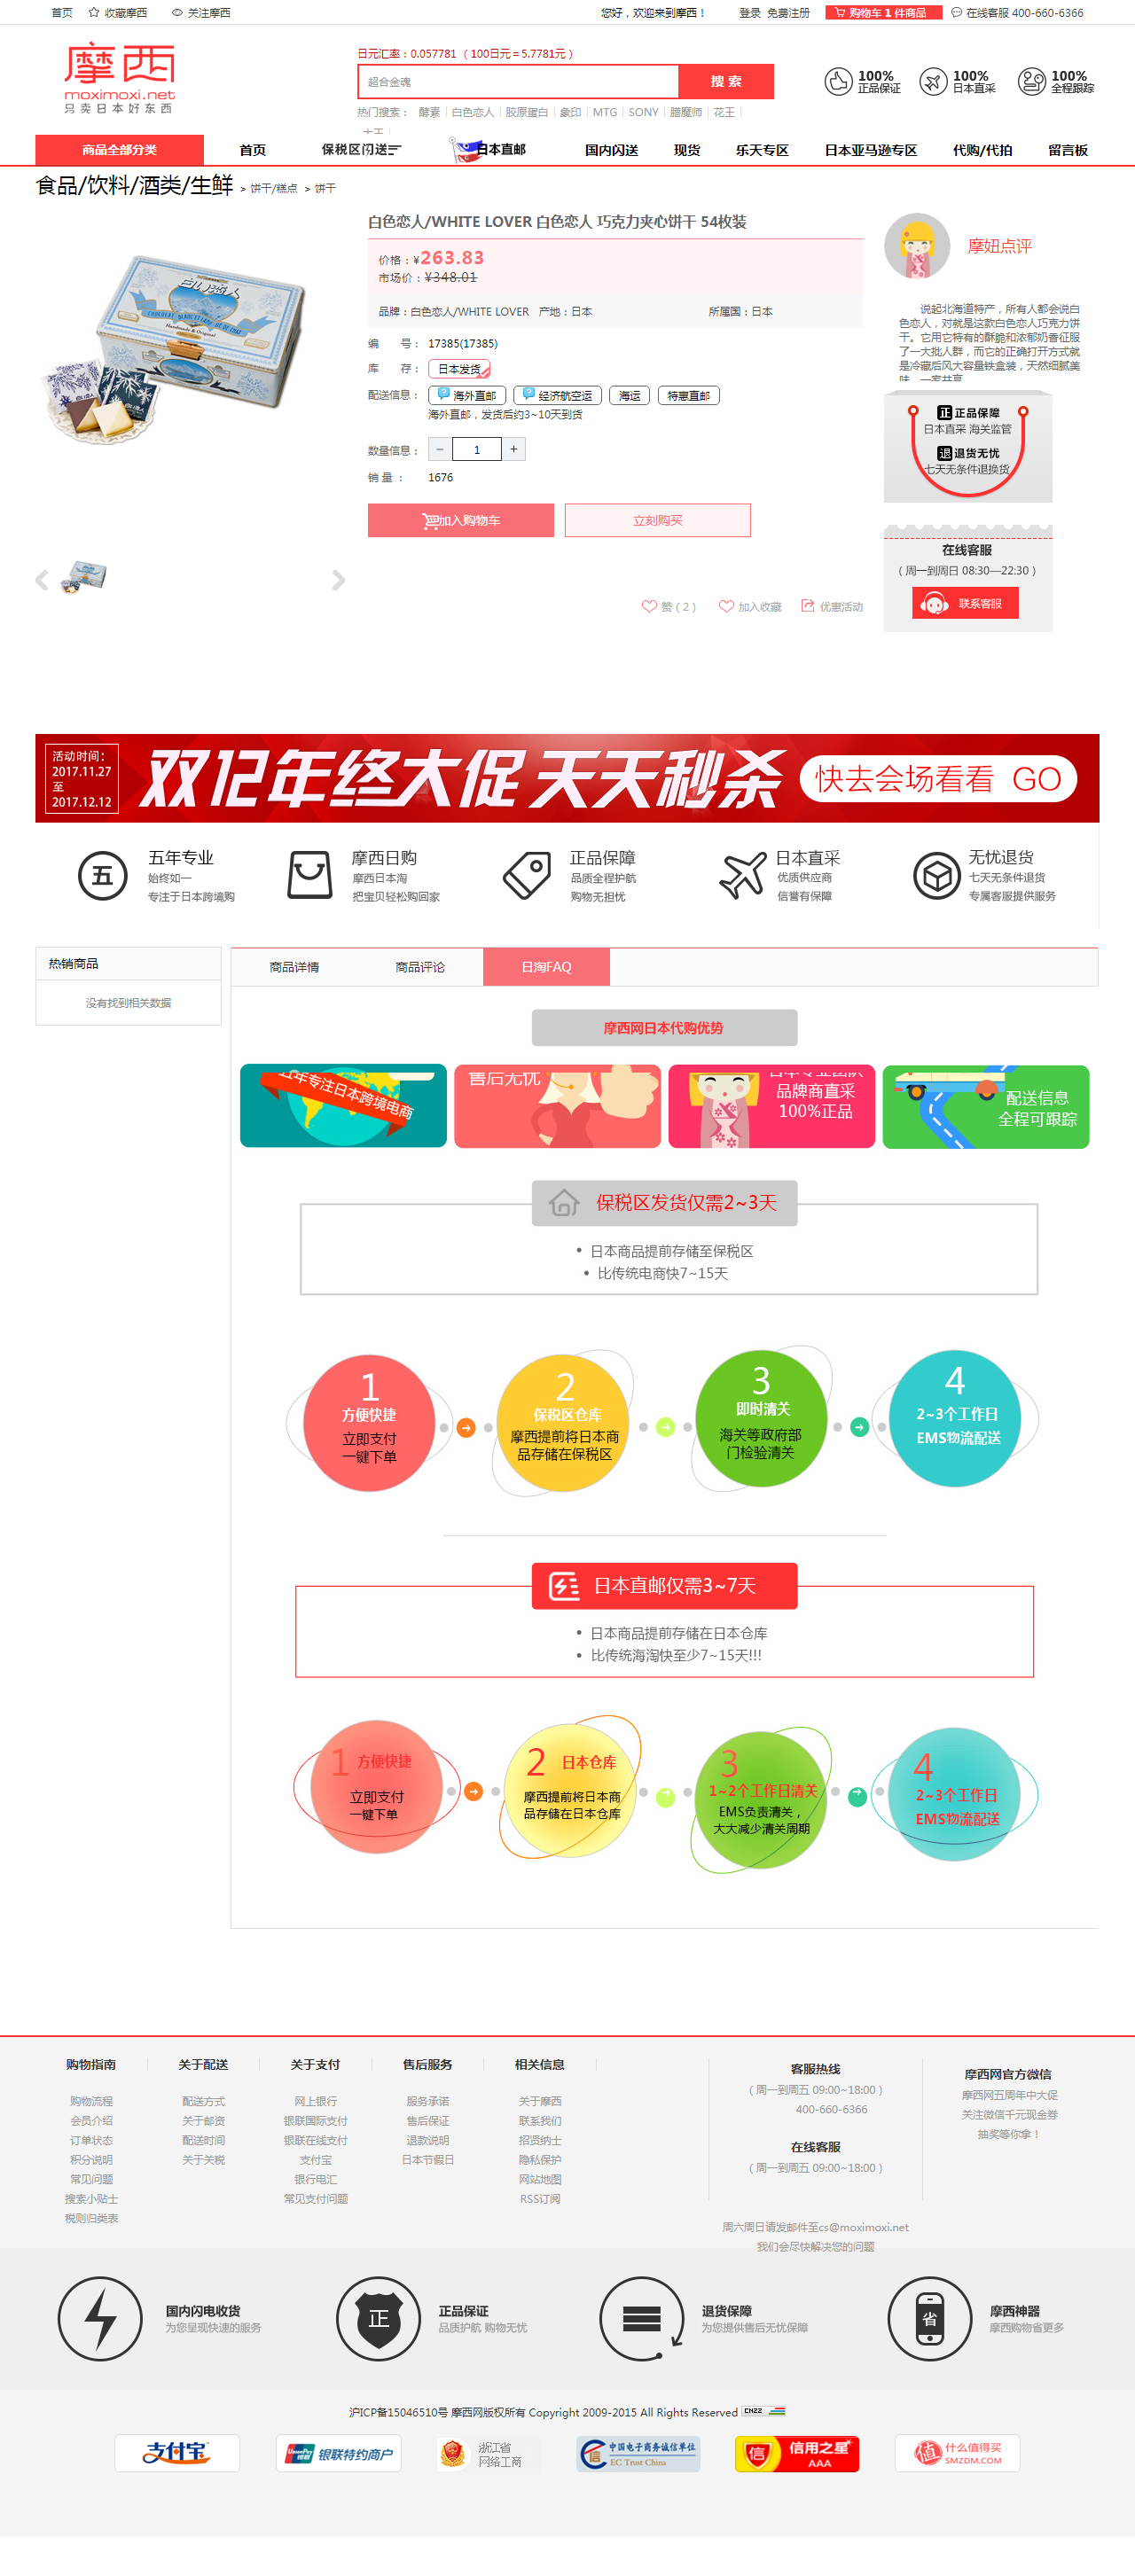 首页 收藏摩西 关注摩西 您好，欢迎来到摩西！ 登录 免费注册 购物车 1 件商品 在线客服 400-660-6366
摩西
moximoxi.net
只卖日本好东西
日元汇率：0.057781 （100日元＝5.7781元 ）
超合金魂 搜 索
热门搜索： 酵素 白色恋人 胶原蛋白 象印 MTG SONY 腊魔师 花王
100% 正品保证
100% 日本直采
100% 全程跟踪
商品全部分类 首页 保税区闪送 日本直邮 国内闪送 现货 乐天专区 日本亚马逊专区 代购/代拍 留言板
食品/饮料/酒类/生鲜 > 饼干/糕点 > 饼干
白色恋人/WHITE LOVER 白色恋人 巧克力夹心饼干 54枚装
价格：¥263.83
市场价：¥348.01
品牌：白色恋人/WHITE LOVER 产地：日本 所属国：日本
编 号： 17385(17385)
库 存： 日本发货
配送信息： 海外直邮 经济航空运 海运 特惠直邮
海外直邮，发货后约3~10天到货
数量信息： − 1 +
销 量 ： 1676
加入购物车 立刻购买
赞（ 2 ） 加入收藏 优惠活动
摩妞点评
说起北海道特产，所有人都会说白
色恋人，对就是这款白色恋人巧克力饼
干。它用它特有的酥脆和浓郁奶香征服
了一大批人群，而它的正确打开方式就
是冷藏后风大容量铁盒装，天然细腻美
味，一家共享
正 正品保障
日本直采 海关监管
退 退货无忧
七天无条件退换货
在线客服
（ 周一到周日 08:30—22:30 ）
联系客服
活动时间：
2017.11.27
至
2017.12.12
双12年终大促 天天秒杀
快去会场看看 GO
五 五年专业
始终如一
专注于日本跨境购
摩西日购
摩西日本淘
把宝贝轻松购回家
正品保障
品质全程护航
购物无担忧
日本直采
优质供应商
信誉有保障
无忧退货
七天无条件退货
专属客服提供服务
热销商品
没有找到相关数据
商品详情 商品评论 日淘FAQ
摩西网日本代购优势
五年专注日本跨境电商
售后无忧
日本专业团队
品牌商直采
100%正品
配送信息
全程可跟踪
保税区发货仅需2~3天
• 日本商品提前存储至保税区
• 比传统电商快7~15天
1
方便快捷
立即支付
一键下单
2
保税区仓库
摩西提前将日本商
品存储在保税区
3
即时清关
海关等政府部
门检验清关
4
2~3个工作日
EMS物流配送
日本直邮仅需3~7天
• 日本商品提前存储在日本仓库
• 比传统海淘快至少7~15天!!!
1 方便快捷
立即支付
一键下单
2 日本仓库
摩西提前将日本商
品存储在日本仓库
3
1~2个工作日清关
EMS负责清关，
大大减少清关周期
4
2~3个工作日
EMS物流配送
购物指南
购物流程
会员介绍
订单状态
积分说明
常见问题
搜索小贴士
税则归类表
关于配送
配送方式
关于邮资
配送时间
关于关税
关于支付
网上银行
银联国际支付
银联在线支付
支付宝
银行电汇
常见支付问题
售后服务
服务承诺
售后保证
退款说明
日本节假日
相关信息
关于摩西
联系我们
招贤纳士
隐私保护
网站地图
RSS订阅
客服热线
（ 周一到周五 09:00~18:00 ）
400-660-6366
在线客服
（ 周一到周五 09:00~18:00 ）
周六周日请发邮件至cs@moximoxi.net
我们会尽快解决您的问题
摩西网官方微信
摩西网五周年中大促
关注微信千元现金券
抽奖等你拿！
国内闪电收货
为您呈现快速的服务
正 正品保证
品质护航 购物无忧
退货保障
为您提供售后无忧保障
省 摩西神器
摩西购物省更多
沪ICP备15046510号 摩西网版权所有 Copyright 2009-2015 All Rights Reserved CNZZ
支付宝
UnionPay 银联 银联特约商户
浙江省
网络工商
信 中国电子商务诚信单位
EC Trust China
信 信用之星
AAA
值 什么值得买
SMZDM.COM